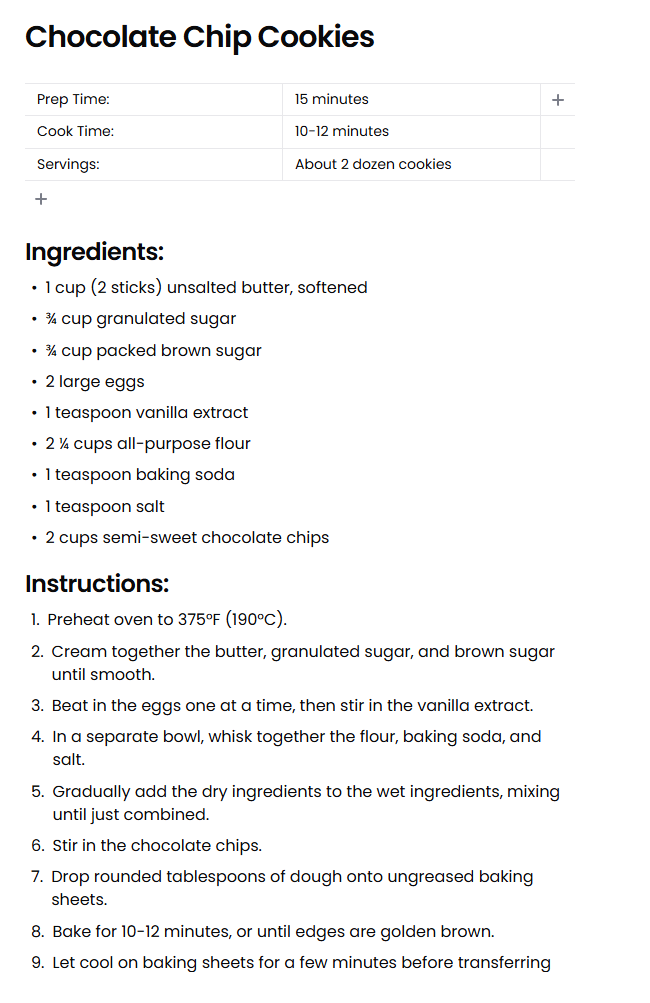 Chocolate Chip Cookies
Prep Time: 15 minutes
Cook Time: 10-12 minutes
Servings: About 2 dozen cookies
Ingredients:
• 1 cup (2 sticks) unsalted butter, softened
• ¾ cup granulated sugar
• ¾ cup packed brown sugar
• 2 large eggs
• 1 teaspoon vanilla extract
• 2 ¼ cups all-purpose flour
• 1 teaspoon baking soda
• 1 teaspoon salt
• 2 cups semi-sweet chocolate chips
Instructions:
1. Preheat oven to 375°F (190°C).
2. Cream together the butter, granulated sugar, and brown sugar
until smooth.
3. Beat in the eggs one at a time, then stir in the vanilla extract.
4. In a separate bowl, whisk together the flour, baking soda, and
salt.
5. Gradually add the dry ingredients to the wet ingredients, mixing
until just combined.
6. Stir in the chocolate chips.
7. Drop rounded tablespoons of dough onto ungreased baking
sheets.
8. Bake for 10-12 minutes, or until edges are golden brown.
9. Let cool on baking sheets for a few minutes before transferring